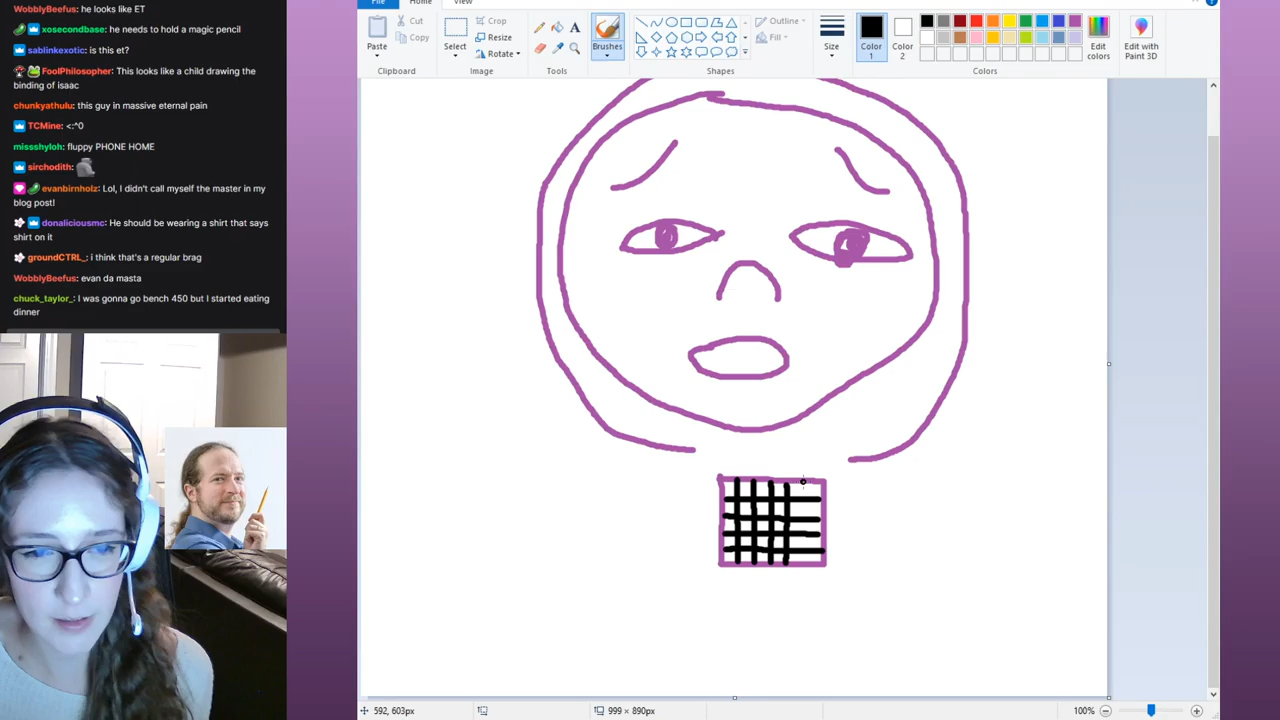 WobblyBeefus: he looks like ET
xosecondbase: he needs to hold a magic pencil
sablinkexotic: is this et?
FoolPhilosopher: This looks like a child drawing the
binding of isaac
chunkyathulu: this guy in massive eternal pain
TCMine: <:^0
missshyloh: fluppy PHONE HOME
sirchodith:
evanbirnholz: Lol, I didn't call myself the master in my
blog post!
donaliciousmc: He should be wearing a shirt that says
shirt on it
groundCTRL_: i think that's a regular brag
WobblyBeefus: evan da masta
chuck_taylor_: I was gonna go bench 450 but I started eating
dinner
File Home View
Paste
Cut
Copy
Clipboard
Select
Crop
Resize
Rotate
Image
A
Tools
Brushes
Outline
Fill
Shapes
Size
Color
1
Color
2
Colors
Edit
colors
Edit with
Paint 3D
592, 603px
999 × 890px
100%